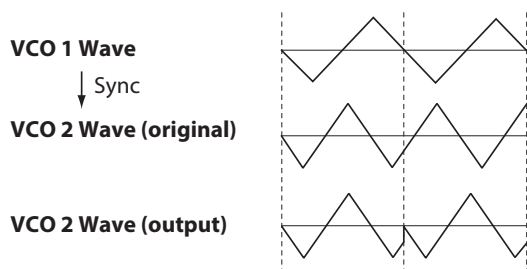 VCO 1 Wave
Sync
VCO 2 Wave (original)
VCO 2 Wave (output)